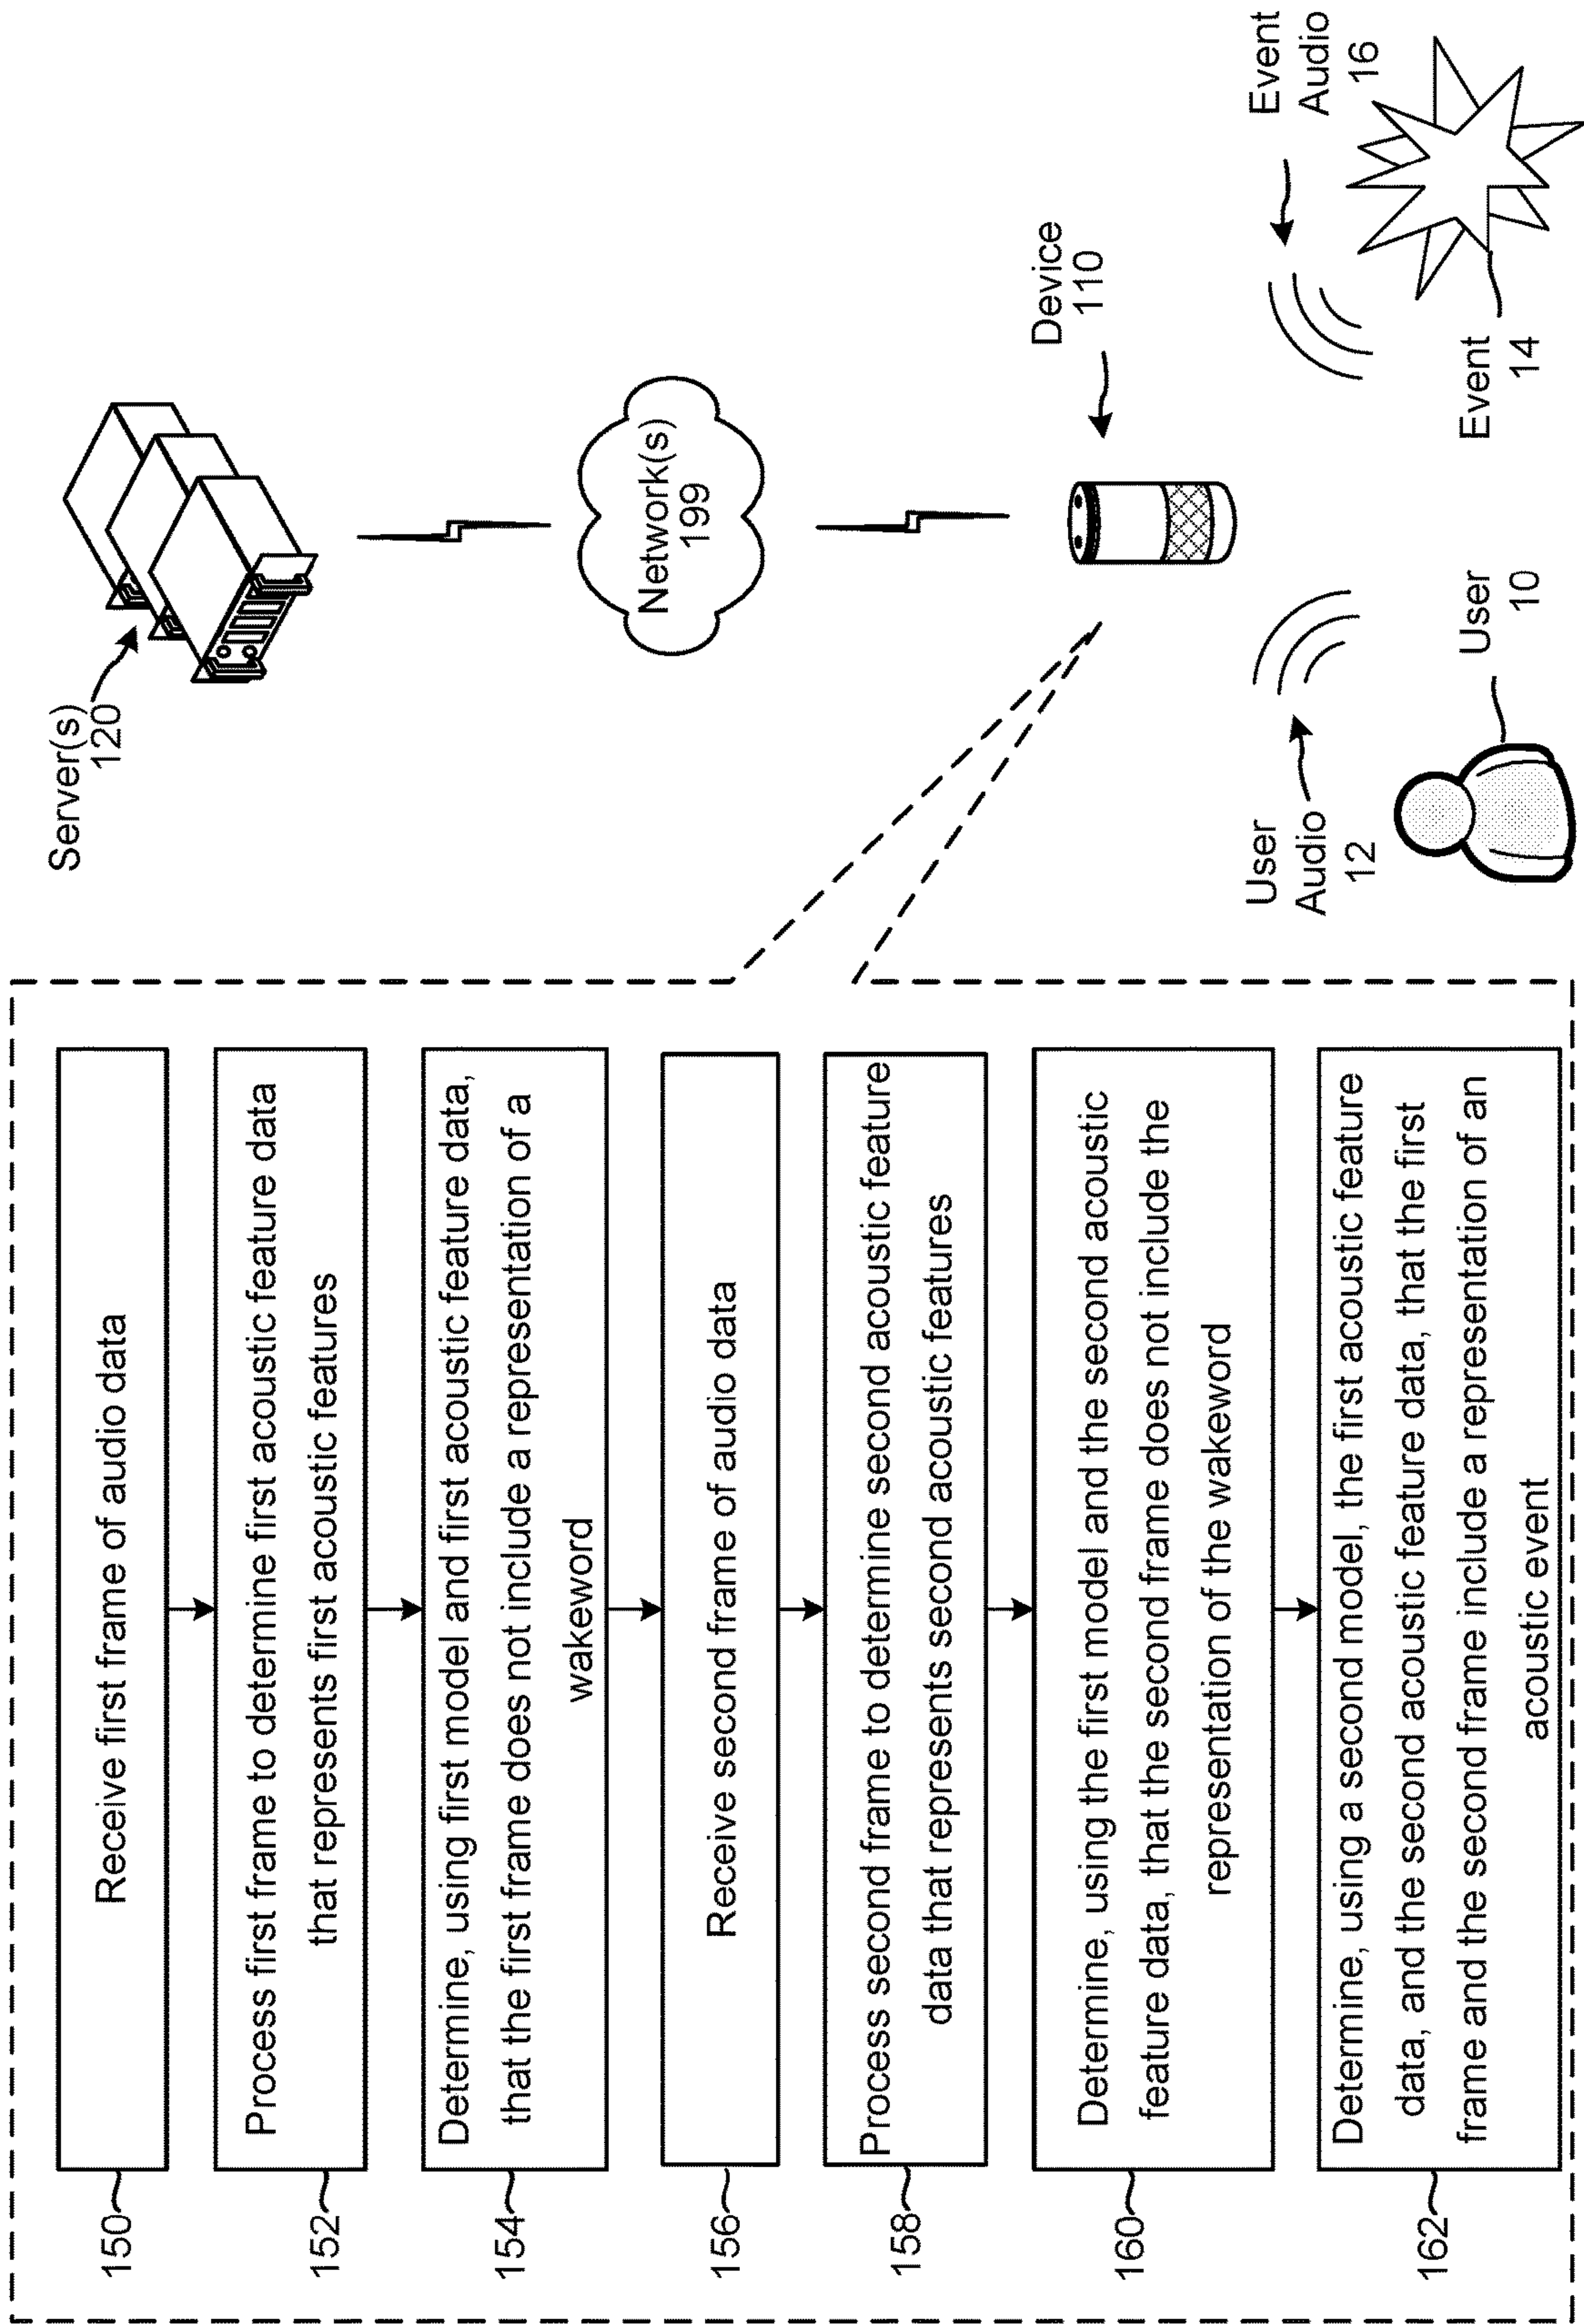 150
Receive first frame of audio data
152
Process first frame to determine first acoustic feature data
that represents first acoustic features
154
Determine, using first model and first acoustic feature data,
that the first frame does not include a representation of a
wakeword
156
Receive second frame of audio data
158
Process second frame to determine second acoustic feature
data that represents second acoustic features
160
Determine, using the first model and the second acoustic
feature data, that the second frame does not include the
representation of the wakeword
162
Determine, using a second model, the first acoustic feature
data, and the second acoustic feature data, that the first
frame and the second frame include a representation of an
acoustic event
Server(s)
120
Network(s)
199
Device
110
User
Audio
12
User
10
Event
Audio
16
Event
14